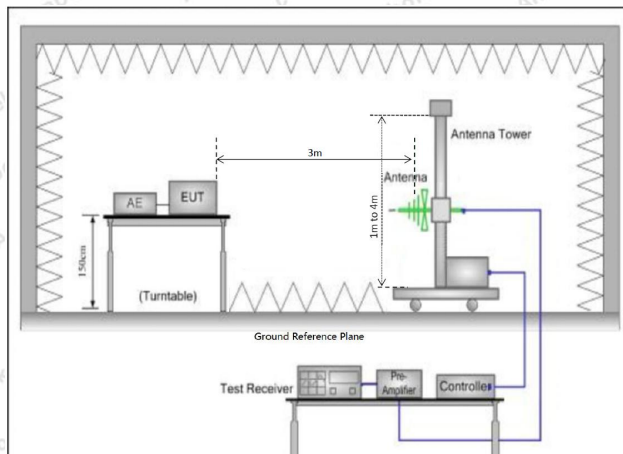 Antenna Tower
3m
Antenna
1m to 4m
EUT
AE
150cm
(Turntable)
Ground Reference Plane
Test Receiver
Pre-
Amplifier
Controller